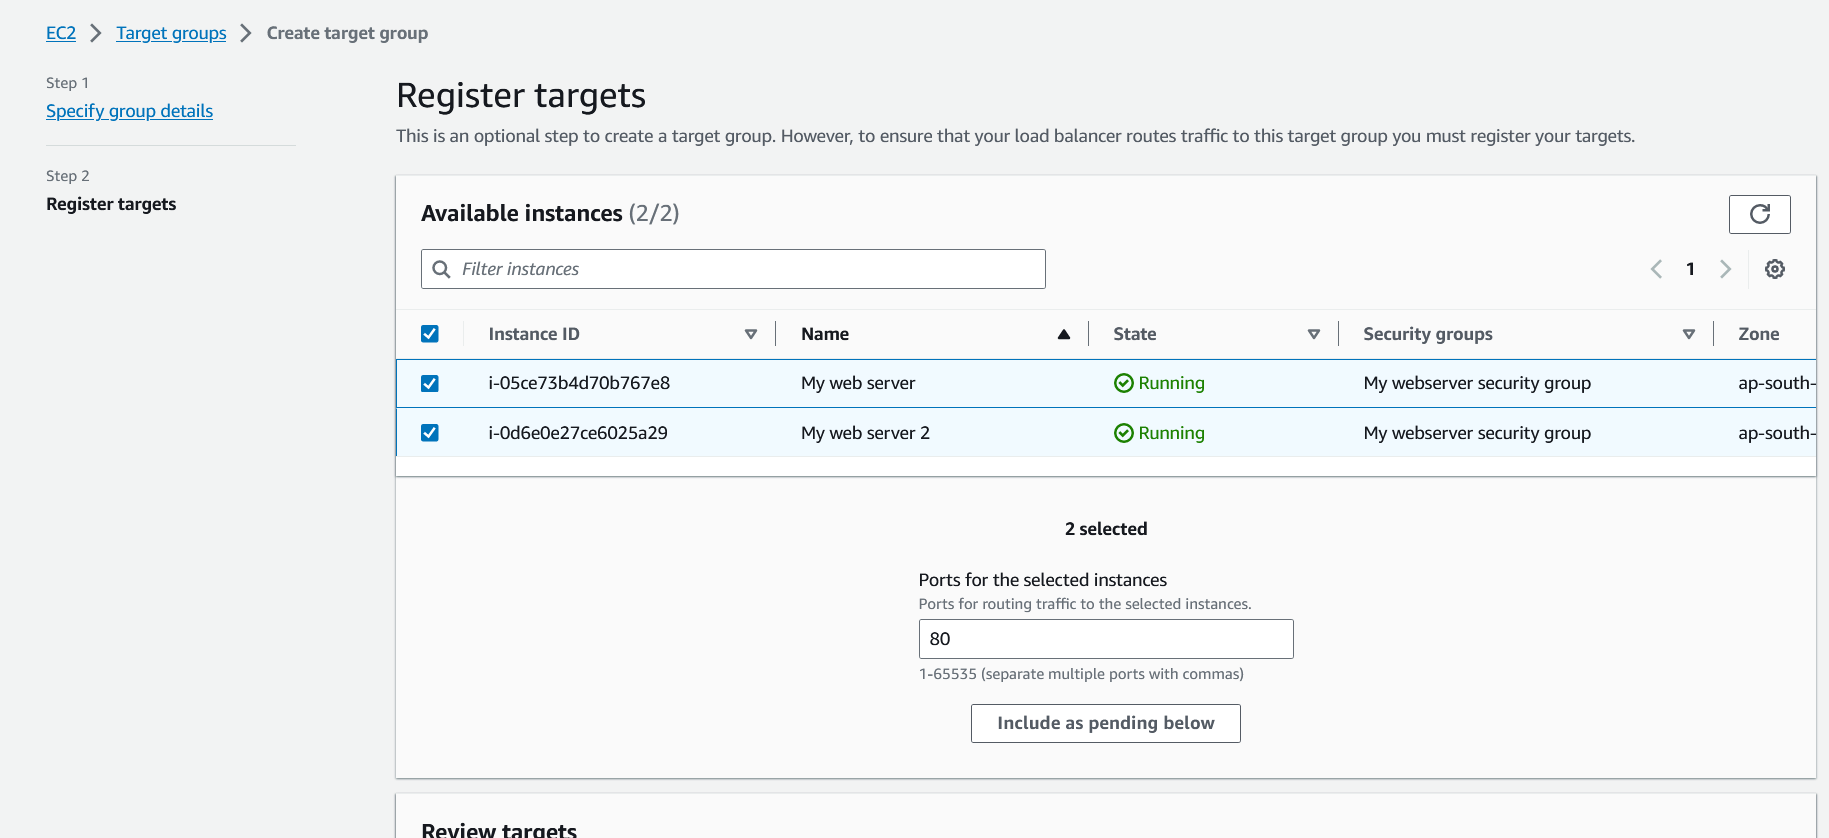 EC2 > Target groups > Create target group
Step 1
Specify group details
Step 2
Register targets
Register targets
This is an optional step to create a target group. However, to ensure that your load balancer routes traffic to this target group you must register your targets.
Available instances (2/2)
Filter instances
1
Instance ID Name State Security groups Zone
i-05ce73b4d70b767e8 My web server Running My webserver security group ap-south-
i-0d6e0e27ce6025a29 My web server 2 Running My webserver security group ap-south-
2 selected
Ports for the selected instances
Ports for routing traffic to the selected instances.
80
1-65535 (separate multiple ports with commas)
Include as pending below
Review targets